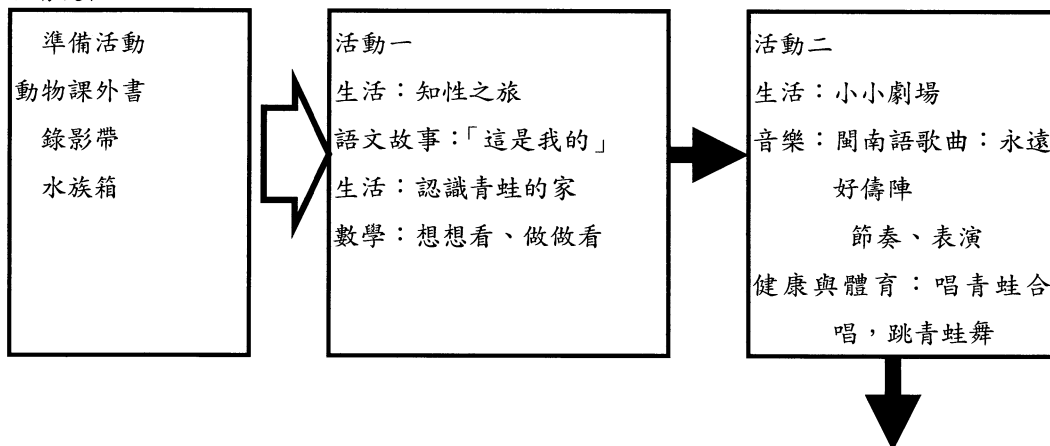 準備活動
動物課外書
錄影帶
水族箱
活動一
生活：知性之旅
語文故事：「這是我的」
生活：認識青蛙的家
數學：想想看、做做看
活動二
生活：小小劇場
音樂：閩南語歌曲：永遠
好儔陣
節奏、表演
健康與體育：唱青蛙合
唱，跳青蛙舞